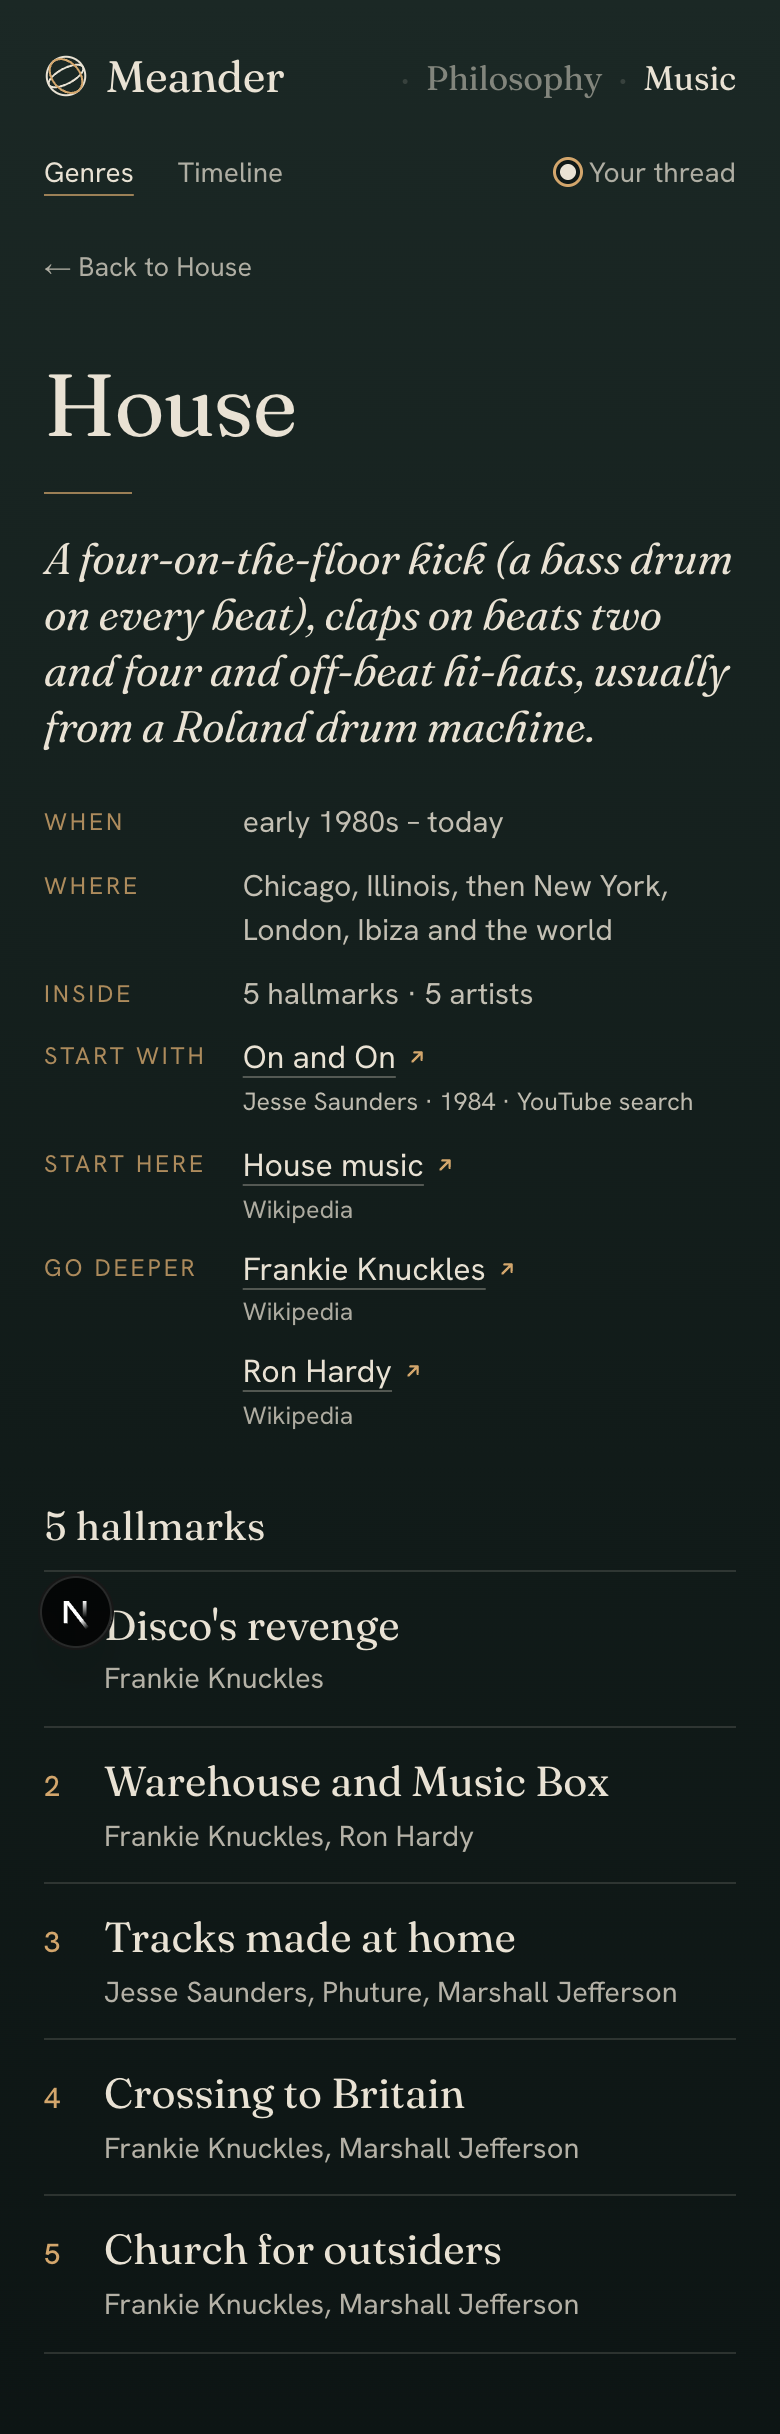 Meander
· Philosophy · Music
Genres Timeline
Your thread
← Back to House
House
A four-on-the-floor kick (a bass drum
on every beat), claps on beats two
and four and off-beat hi-hats, usually
from a Roland drum machine.
WHEN early 1980s – today
WHERE Chicago, Illinois, then New York,
London, Ibiza and the world
INSIDE 5 hallmarks · 5 artists
START WITH On and On ↗
Jesse Saunders · 1984 · YouTube search
START HERE House music ↗
Wikipedia
GO DEEPER Frankie Knuckles ↗
Wikipedia
Ron Hardy ↗
Wikipedia
5 hallmarks
N Disco's revenge
Frankie Knuckles
2 Warehouse and Music Box
Frankie Knuckles, Ron Hardy
3 Tracks made at home
Jesse Saunders, Phuture, Marshall Jefferson
4 Crossing to Britain
Frankie Knuckles, Marshall Jefferson
5 Church for outsiders
Frankie Knuckles, Marshall Jefferson